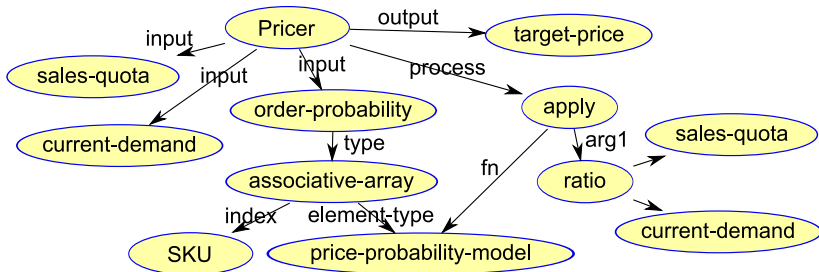 Pricer
output
target-price
input
sales-quota
input
input
process
current-demand
order-probability
apply
type
arg1
sales-quota
associative-array
fn
ratio
index
element-type
current-demand
SKU
price-probability-model